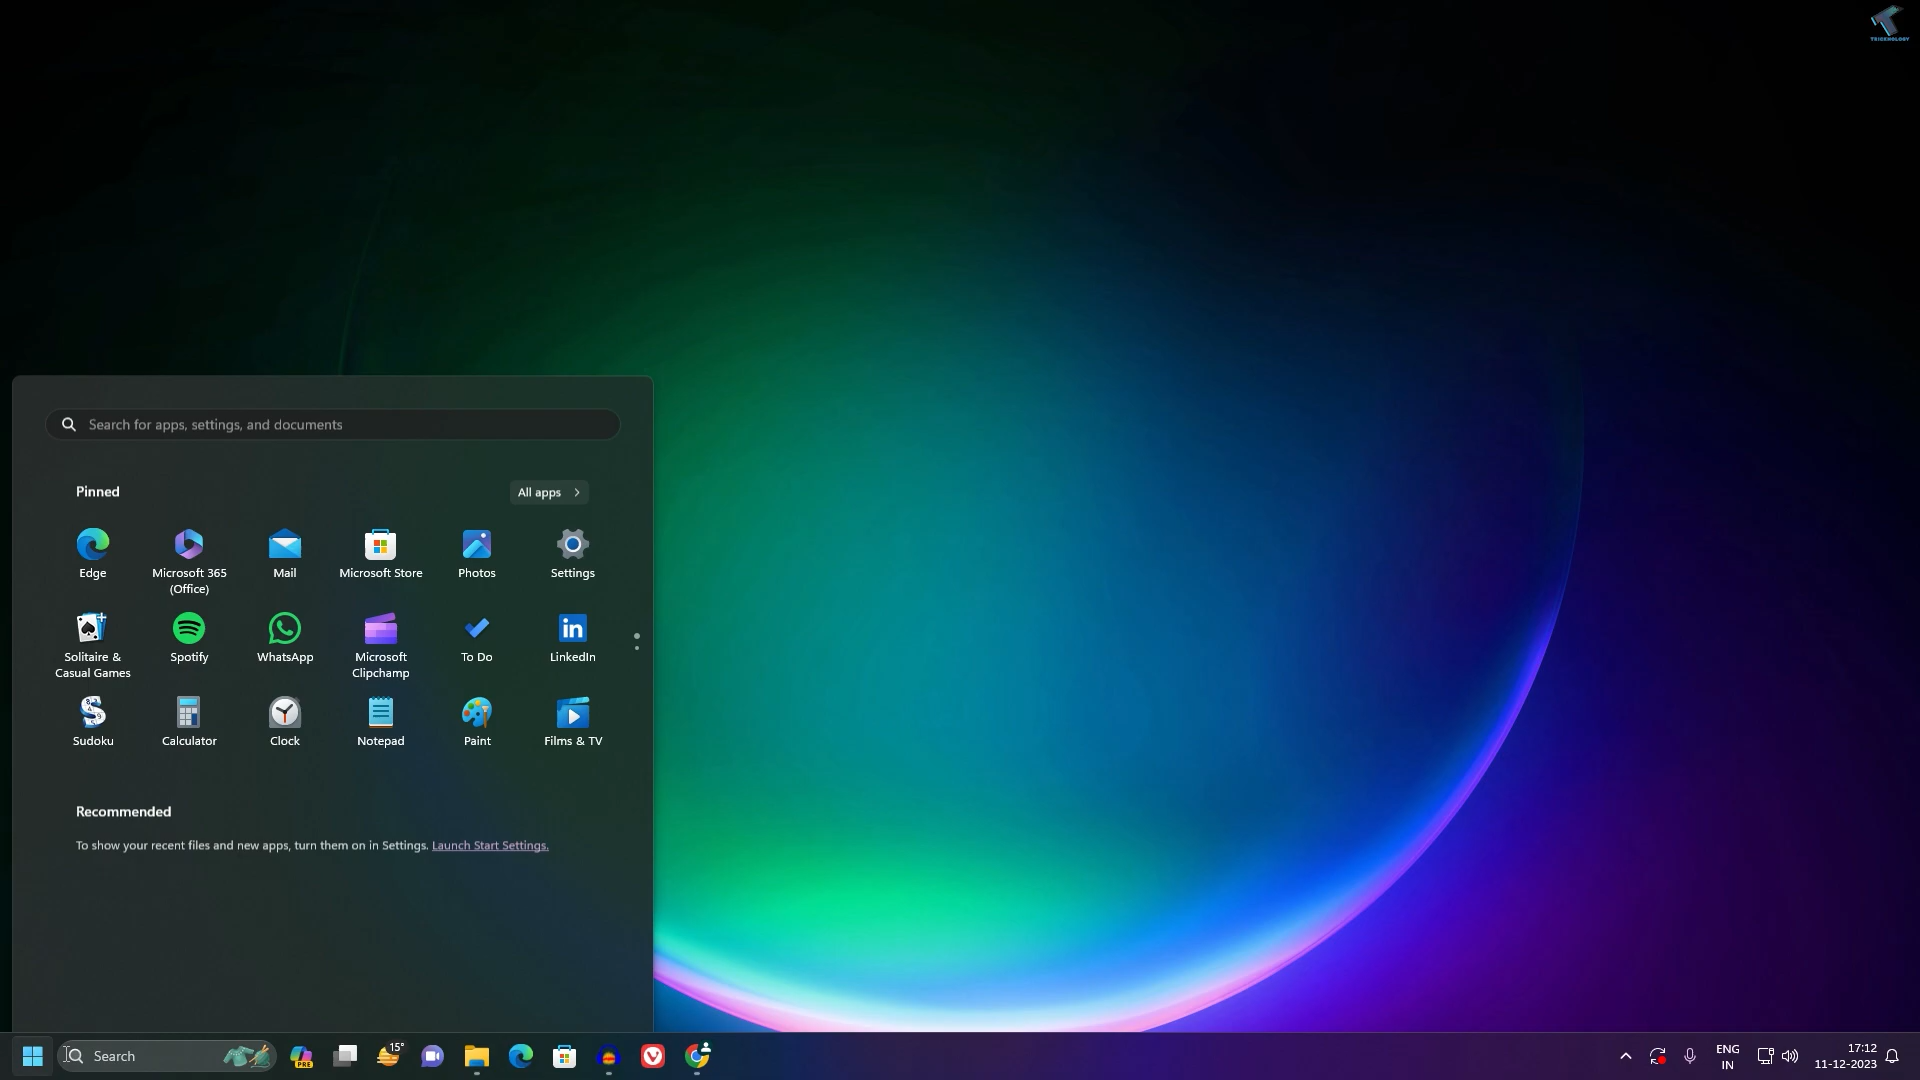 TRICKNOLOGY
Search for apps, settings, and documents
Pinned
All apps
Edge
Microsoft 365
(Office)
Mail
Microsoft Store
Photos
Settings
Solitaire &
Casual Games
Spotify
WhatsApp
Microsoft
Clipchamp
To Do
LinkedIn
Sudoku
Calculator
Clock
Notepad
Paint
Films & TV
Recommended
To show your recent files and new apps, turn them on in Settings. Launch Start Settings.
Search
PRE
15°
ENG
IN
17:12
11-12-2023